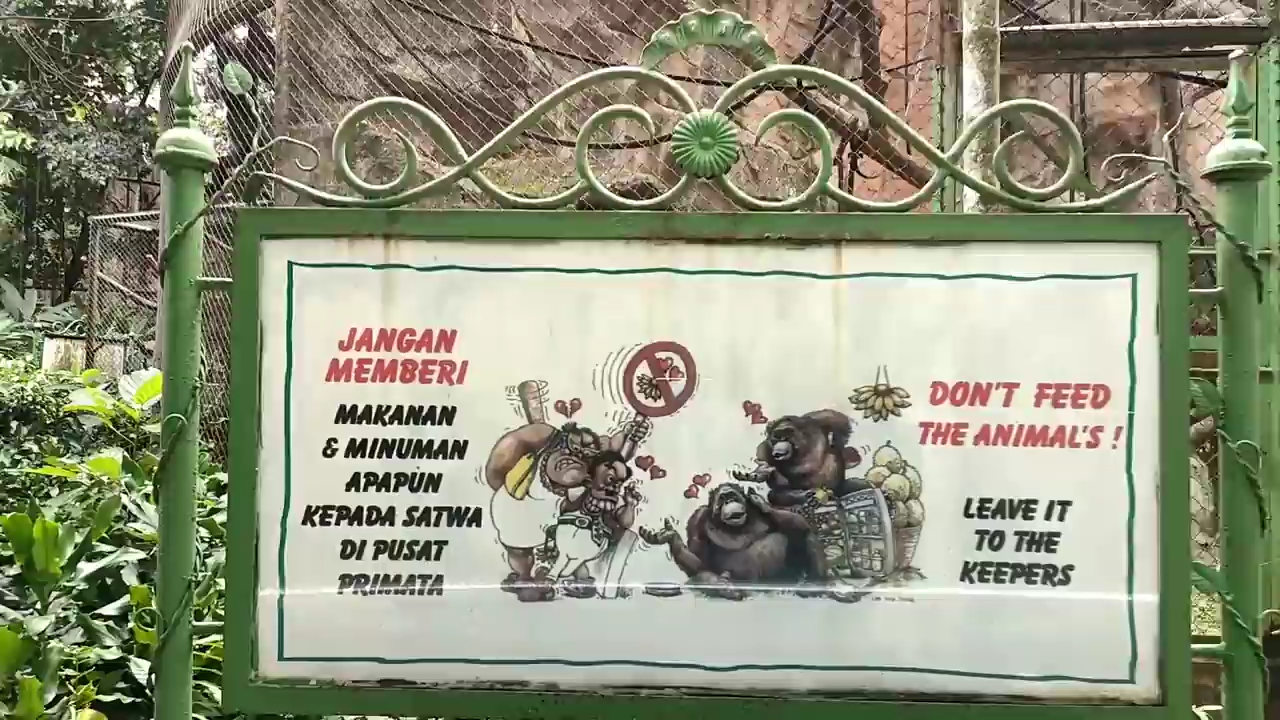 JANGAN
MEMBERI
MAKANAN
& MINUMAN
APAPUN
KEPADA SATWA
DI PUSAT
PRIMATA
DON'T FEED
THE ANIMAL'S !
LEAVE IT
TO THE
KEEPERS